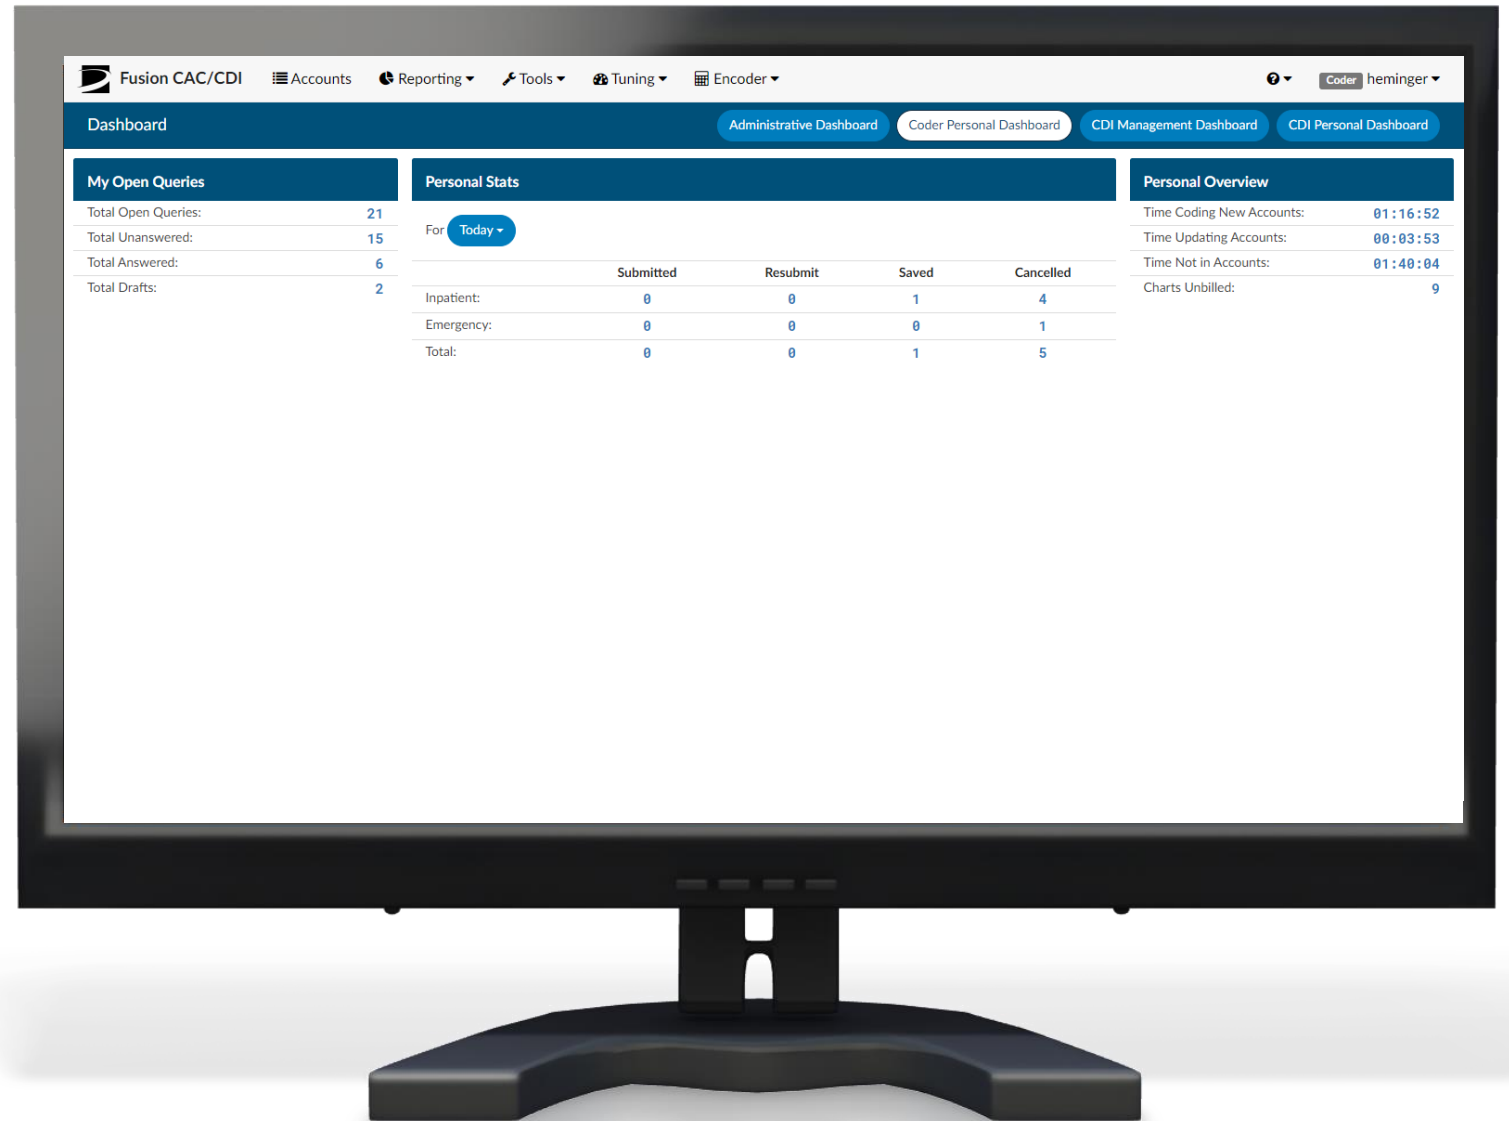 Fusion CAC/CDI Accounts Reporting Tools Tuning Encoder Coder heminger
Dashboard Administrative Dashboard Coder Personal Dashboard CDI Management Dashboard CDI Personal Dashboard
My Open Queries
Total Open Queries: 21
Total Unanswered: 15
Total Answered: 6
Total Drafts: 2
Personal Stats
For Today
Submitted Resubmit Saved Cancelled
Inpatient: 0 0 1 4
Emergency: 0 0 0 1
Total: 0 0 1 5
Personal Overview
Time Coding New Accounts: 01:16:52
Time Updating Accounts: 00:03:53
Time Not in Accounts: 01:40:04
Charts Unbilled: 9